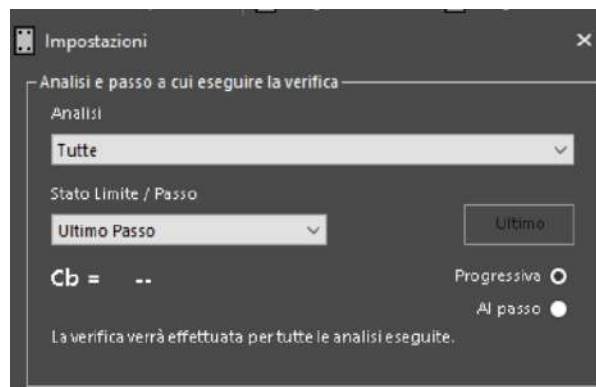 Impostazioni
Analisi e passo a cui eseguire la verifica
Analisi
Tutte
Stato Limite / Passo
Ultimo Passo
Ultimo
Cb = --
Progressiva
Al passo
La verifica verrà effettuata per tutte le analisi eseguite.